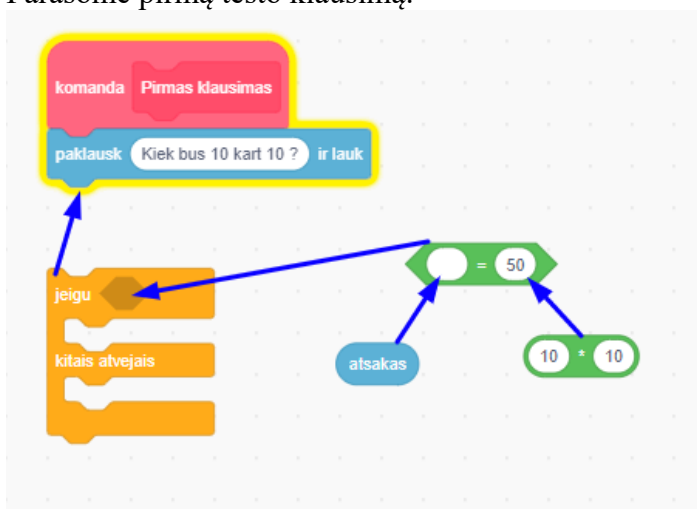 Parašome pirmą testo klausimą.
komanda Pirmas klausimas
paklausk Kiek bus 10 kart 10 ? ir lauk
= 50
jeigu
kitais atvejais
atsakas
10 * 10